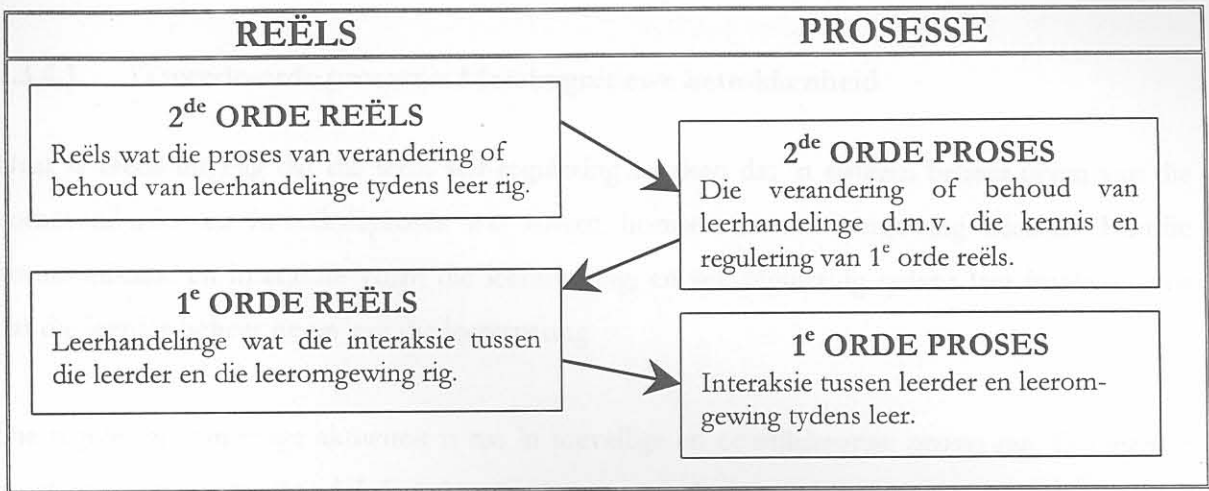 REËLS
PROSESSE
2de ORDE REËLS
Reëls wat die proses van verandering of
behoud van leerhandelinge tydens leer rig.
2de ORDE PROSES
Die verandering of behoud van
leerhandelinge d.m.v. die kennis en
regulering van 1e orde reëls.
1e ORDE REËLS
Leerhandelinge wat die interaksie tussen
die leerder en die leeromgewing rig.
1e ORDE PROSES
Interaksie tussen leerder en leerom-
gewing tydens leer.